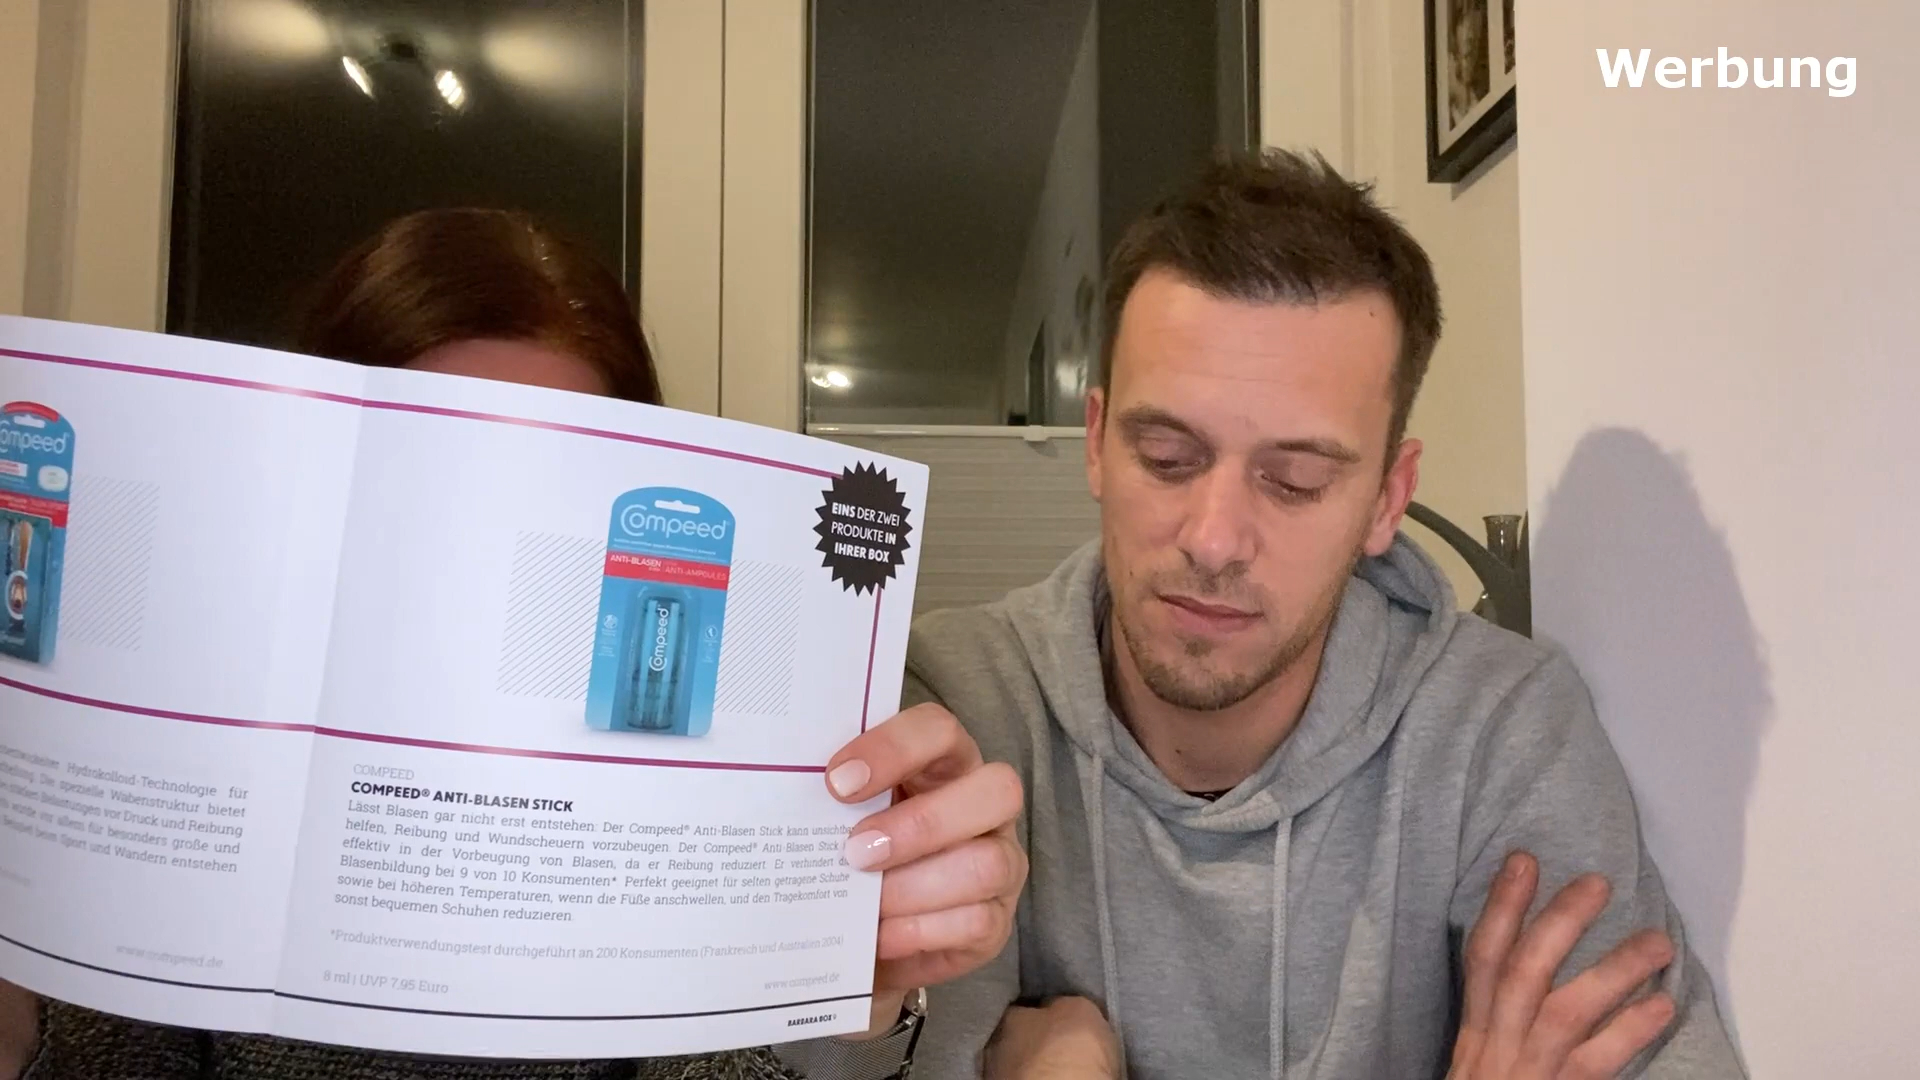 Werbung
EINS DER ZWEI
PRODUKTE IN
IHRER BOX
Compeed
ANTI-BLASEN
ANTI-AMPOULES
Compeed
ompeed
Hydrokolloid-Technologie für
Die spezielle Wabenstruktur bietet
Belastungen vor Druck und Reibung
vor allem für besonders große und
beim Sport und Wandern entstehen
www.compeed.de
COMPEED
COMPEED® ANTI-BLASEN STICK
Lässt Blasen gar nicht erst entstehen: Der Compeed® Anti-Blasen Stick kann unsichtbar
helfen, Reibung und Wundscheuern vorzubeugen. Der Compeed® Anti-Blasen Stick
effektiv in der Vorbeugung von Blasen, da er Reibung reduziert. Er verhindert
Blasenbildung bei 9 von 10 Konsumenten*. Perfekt geeignet für selten getragene Schuhe
sowie bei höheren Temperaturen, wenn die Füße anschwellen, und den Tragekomfort von
sonst bequemen Schuhen reduzieren.
*Produktverwendungstest durchgeführt an 200 Konsumenten (Frankreich und Australien 2004)
8 ml | UVP 7,95 Euro
www.compeed.de
BARBARA BOX